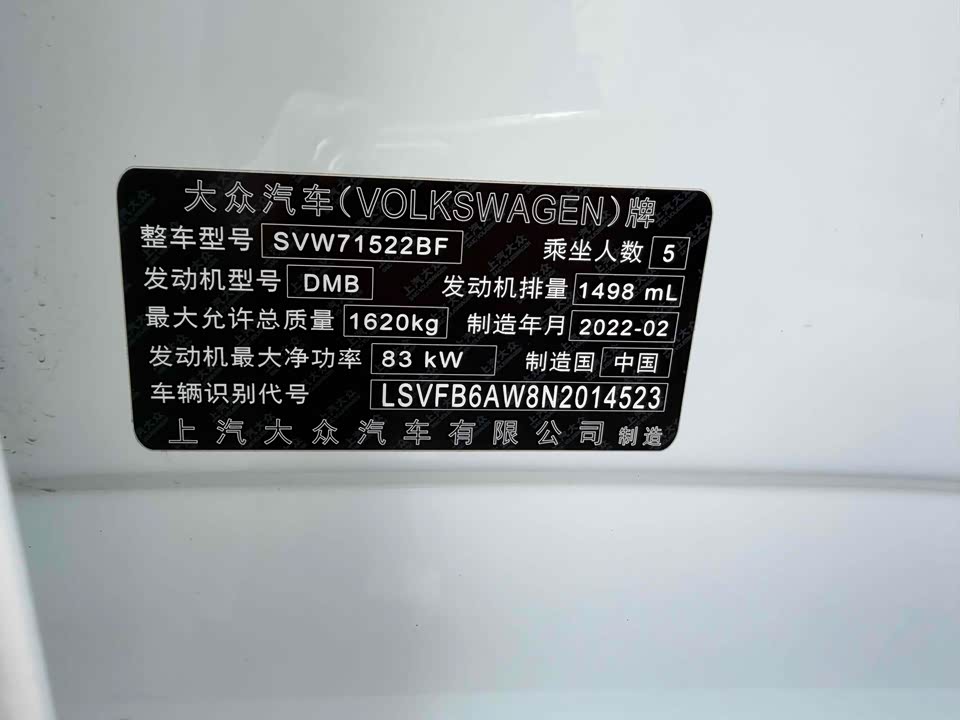 大众汽车(VOLKSWAGEN)牌
整车型号 SVW71522BF 乘坐人数 5
发动机型号 DMB 发动机排量 1498 mL
最大允许总质量 1620kg 制造年月 2022-02
发动机最大净功率 83 kW 制造国 中国
车辆识别代号 LSVFB6AW8N2014523
上汽大众汽车有限公司 制造